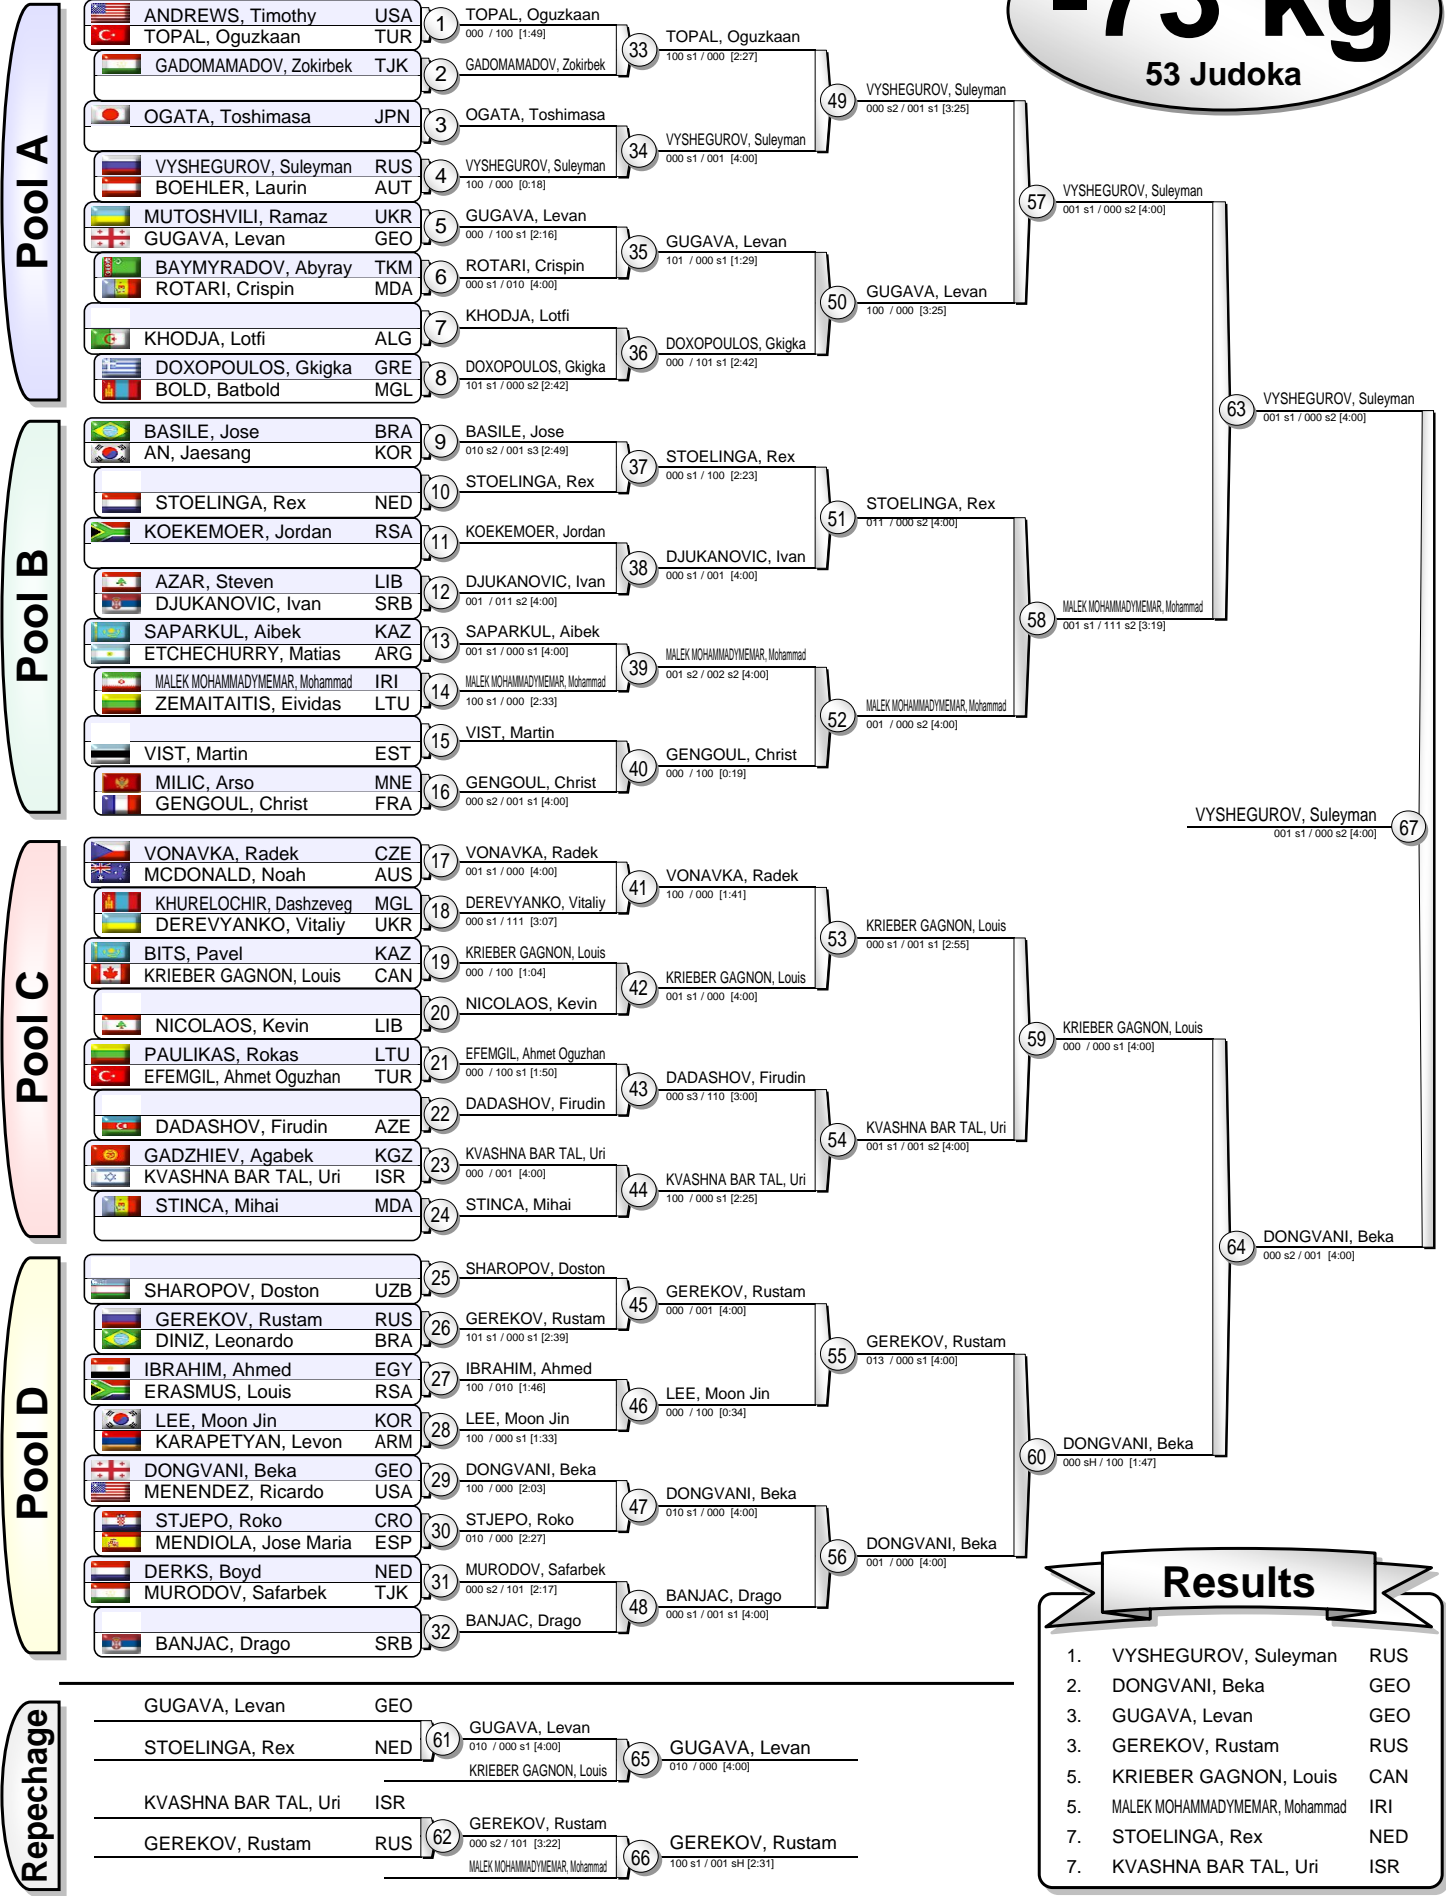 -73 kg
53 Judoka
Pool A
ANDREWS, Timothy USA
TOPAL, Oguzkaan TUR
1
TOPAL, Oguzkaan
000 / 100 [1:49]
GADOMAMADOV, Zokirbek TJK
2
GADOMAMADOV, Zokirbek
33
TOPAL, Oguzkaan
100 s1 / 000 [2:27]
OGATA, Toshimasa JPN
3
OGATA, Toshimasa
VYSHEGUROV, Suleyman RUS
BOEHLER, Laurin AUT
4
VYSHEGUROV, Suleyman
100 / 000 [0:18]
34
VYSHEGUROV, Suleyman
000 s1 / 001 [4:00]
49
VYSHEGUROV, Suleyman
000 s2 / 001 s1 [3:25]
MUTOSHVILI, Ramaz UKR
GUGAVA, Levan GEO
5
GUGAVA, Levan
000 / 100 s1 [2:16]
BAYMYRADOV, Abyray TKM
ROTARI, Crispin MDA
6
ROTARI, Crispin
000 s1 / 010 [4:00]
35
GUGAVA, Levan
101 / 000 s1 [1:29]
KHODJA, Lotfi ALG
7
KHODJA, Lotfi
DOXOPOULOS, Gkigka GRE
BOLD, Batbold MGL
8
DOXOPOULOS, Gkigka
101 s1 / 000 s2 [2:42]
36
DOXOPOULOS, Gkigka
000 / 101 s1 [2:42]
50
GUGAVA, Levan
100 / 000 [3:25]
57
VYSHEGUROV, Suleyman
001 s1 / 000 s2 [4:00]
Pool B
BASILE, Jose BRA
AN, Jaesang KOR
9
BASILE, Jose
010 s2 / 001 s3 [2:49]
STOELINGA, Rex NED
10
STOELINGA, Rex
37
STOELINGA, Rex
000 s1 / 100 [2:23]
KOEKEMOER, Jordan RSA
11
KOEKEMOER, Jordan
AZAR, Steven LIB
DJUKANOVIC, Ivan SRB
12
DJUKANOVIC, Ivan
001 / 011 s2 [4:00]
38
DJUKANOVIC, Ivan
000 s1 / 001 [4:00]
51
STOELINGA, Rex
011 / 000 s2 [4:00]
SAPARKUL, Aibek KAZ
ETCHECHURRY, Matias ARG
13
SAPARKUL, Aibek
001 s1 / 000 s1 [4:00]
MALEK MOHAMMADYMEMAR, Mohammad IRI
ZEMAITAITIS, Eividas LTU
14
MALEK MOHAMMADYMEMAR, Mohammad
100 s1 / 000 [2:33]
39
MALEK MOHAMMADYMEMAR, Mohammad
001 s2 / 002 s2 [4:00]
VIST, Martin EST
15
VIST, Martin
MILIC, Arso MNE
GENGOUL, Christ FRA
16
GENGOUL, Christ
000 s2 / 001 s1 [4:00]
40
GENGOUL, Christ
000 / 100 [0:19]
52
MALEK MOHAMMADYMEMAR, Mohammad
001 / 000 s2 [4:00]
58
MALEK MOHAMMADYMEMAR, Mohammad
001 s1 / 111 s2 [3:19]
63
VYSHEGUROV, Suleyman
001 s1 / 000 s2 [4:00]
VYSHEGUROV, Suleyman
001 s1 / 000 s2 [4:00]
67
Pool C
VONAVKA, Radek CZE
MCDONALD, Noah AUS
17
VONAVKA, Radek
001 s1 / 000 [4:00]
KHURELOCHIR, Dashzeveg MGL
DEREVYANKO, Vitaliy UKR
18
DEREVYANKO, Vitaliy
000 s1 / 111 [3:07]
41
VONAVKA, Radek
100 / 000 [1:41]
BITS, Pavel KAZ
KRIEBER GAGNON, Louis CAN
19
KRIEBER GAGNON, Louis
000 / 100 [1:04]
NICOLAOS, Kevin LIB
20
NICOLAOS, Kevin
42
KRIEBER GAGNON, Louis
001 s1 / 000 [4:00]
53
KRIEBER GAGNON, Louis
000 s1 / 001 s1 [2:55]
PAULIKAS, Rokas LTU
EFEMGIL, Ahmet Oguzhan TUR
21
EFEMGIL, Ahmet Oguzhan
000 / 100 s1 [1:50]
DADASHOV, Firudin AZE
22
DADASHOV, Firudin
43
DADASHOV, Firudin
000 s3 / 110 [3:00]
GADZHIEV, Agabek KGZ
KVASHNA BAR TAL, Uri ISR
23
KVASHNA BAR TAL, Uri
000 / 001 [4:00]
STINCA, Mihai MDA
24
STINCA, Mihai
44
KVASHNA BAR TAL, Uri
100 / 000 s1 [2:25]
54
KVASHNA BAR TAL, Uri
001 s1 / 001 s2 [4:00]
59
KRIEBER GAGNON, Louis
000 / 000 s1 [4:00]
Pool D
SHAROPOV, Doston UZB
25
SHAROPOV, Doston
GEREKOV, Rustam RUS
DINIZ, Leonardo BRA
26
GEREKOV, Rustam
101 s1 / 000 s1 [2:39]
45
GEREKOV, Rustam
000 / 001 [4:00]
IBRAHIM, Ahmed EGY
ERASMUS, Louis RSA
27
IBRAHIM, Ahmed
100 / 010 [1:46]
LEE, Moon Jin KOR
KARAPETYAN, Levon ARM
28
LEE, Moon Jin
100 / 000 s1 [1:33]
46
LEE, Moon Jin
000 / 100 [0:34]
55
GEREKOV, Rustam
013 / 000 s1 [4:00]
DONGVANI, Beka GEO
MENENDEZ, Ricardo USA
29
DONGVANI, Beka
100 / 000 [2:03]
STJEPO, Roko CRO
MENDIOLA, Jose Maria ESP
30
STJEPO, Roko
010 / 000 [2:27]
47
DONGVANI, Beka
010 s1 / 000 [4:00]
DERKS, Boyd NED
MURODOV, Safarbek TJK
31
MURODOV, Safarbek
000 s2 / 101 [2:17]
BANJAC, Drago SRB
32
BANJAC, Drago
48
BANJAC, Drago
000 s1 / 001 s1 [4:00]
56
DONGVANI, Beka
001 / 000 [4:00]
60
DONGVANI, Beka
000 sH / 100 [1:47]
64
DONGVANI, Beka
000 s2 / 001 [4:00]
Repechage
GUGAVA, Levan GEO
STOELINGA, Rex NED
61
GUGAVA, Levan
010 / 000 s1 [4:00]
KRIEBER GAGNON, Louis
65
GUGAVA, Levan
010 / 000 [4:00]
KVASHNA BAR TAL, Uri ISR
GEREKOV, Rustam RUS
62
GEREKOV, Rustam
000 s2 / 101 [3:22]
MALEK MOHAMMADYMEMAR, Mohammad
66
GEREKOV, Rustam
100 s1 / 001 sH [2:31]
Results
1. VYSHEGUROV, Suleyman RUS
2. DONGVANI, Beka GEO
3. GUGAVA, Levan GEO
3. GEREKOV, Rustam RUS
5. KRIEBER GAGNON, Louis CAN
5. MALEK MOHAMMADYMEMAR, Mohammad IRI
7. STOELINGA, Rex NED
7. KVASHNA BAR TAL, Uri ISR